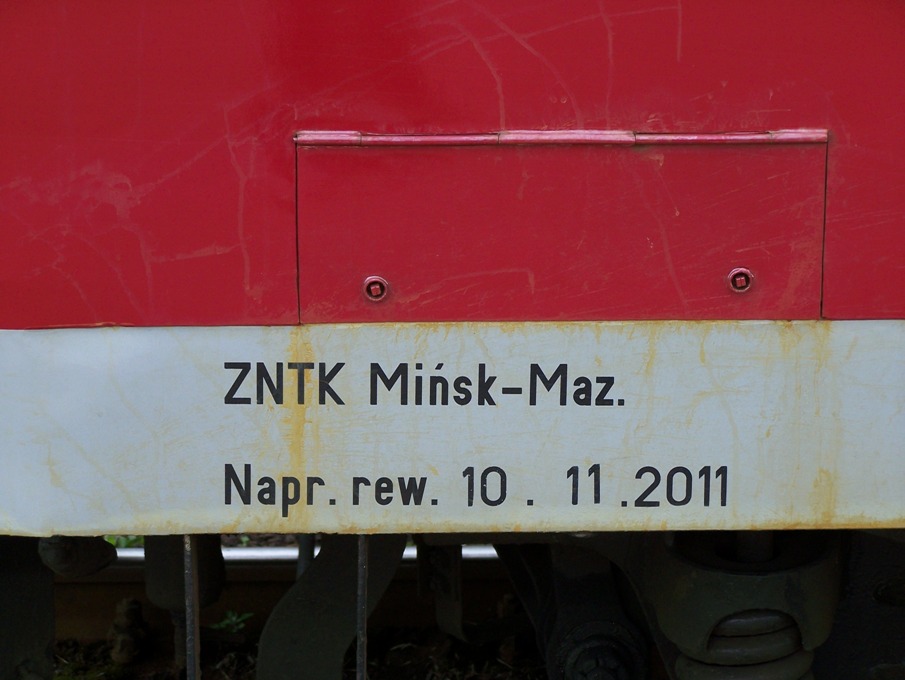 ZNTK Mińsk-Maz.
Napr. rew. 10 . 11 .2011